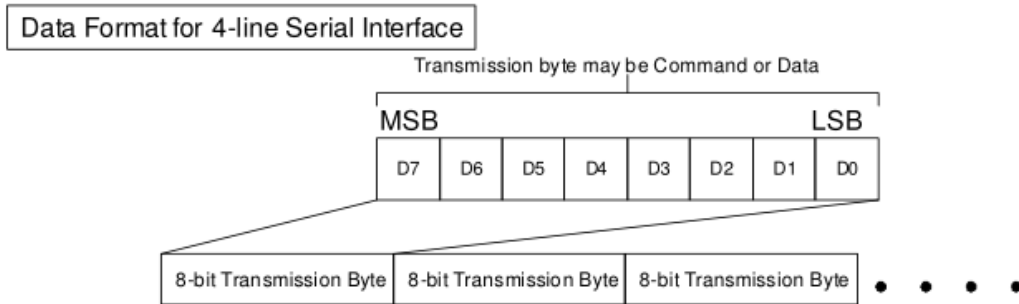 Data Format for 4-line Serial Interface
Transmission byte may be Command or Data
MSB LSB
D7 D6 D5 D4 D3 D2 D1 D0
8-bit Transmission Byte 8-bit Transmission Byte 8-bit Transmission Byte